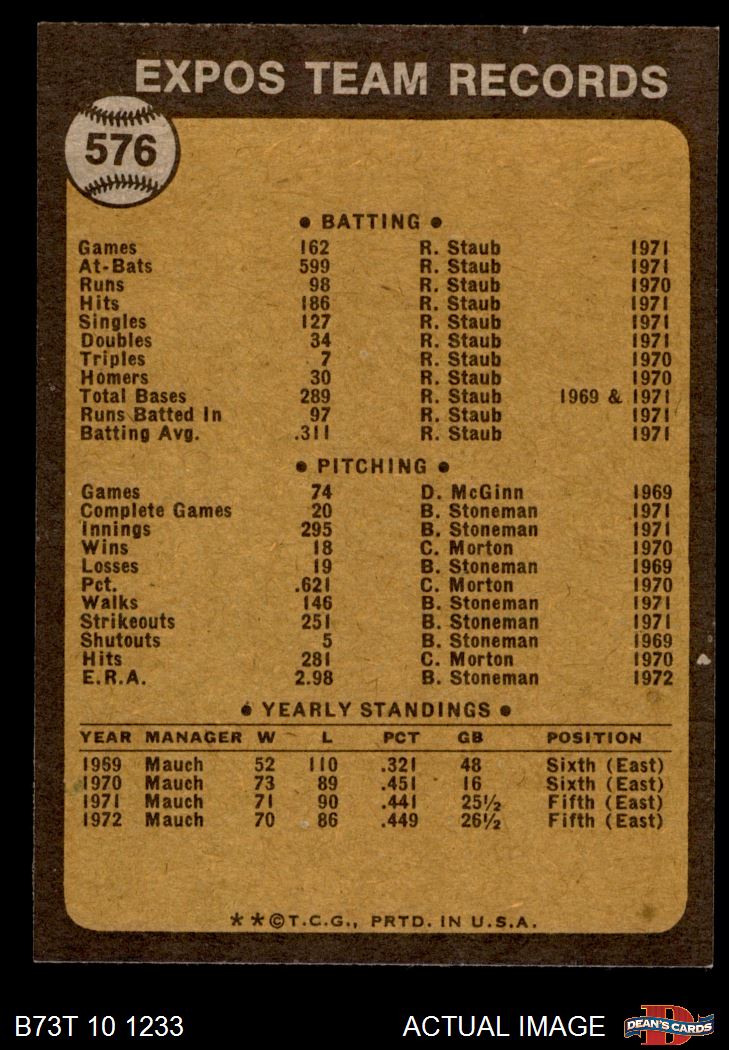 EXPOS TEAM RECORDS
576
• BATTING •
Games 162 R. Staub 1971
At-Bats 599 R. Staub 1971
Runs 98 R. Staub 1970
Hits 186 R. Staub 1971
Singles 127 R. Staub 1971
Doubles 34 R. Staub 1971
Triples 7 R. Staub 1970
Homers 30 R. Staub 1970
Total Bases 289 R. Staub 1969 & 1971
Runs Batted In 97 R. Staub 1971
Batting Avg. .311 R. Staub 1971
• PITCHING •
Games 74 D. McGinn 1969
Complete Games 20 B. Stoneman 1971
Innings 295 B. Stoneman 1971
Wins 18 C. Morton 1970
Losses 19 B. Stoneman 1969
Pct. .621 C. Morton 1970
Walks 146 B. Stoneman 1971
Strikeouts 251 B. Stoneman 1971
Shutouts 5 B. Stoneman 1969
Hits 281 C. Morton 1970
E.R.A. 2.98 B. Stoneman 1972
• YEARLY STANDINGS •
YEAR MANAGER W L PCT GB POSITION
1969 Mauch 52 110 .321 48 Sixth (East)
1970 Mauch 73 89 .451 16 Sixth (East)
1971 Mauch 71 90 .441 25½ Fifth (East)
1972 Mauch 70 86 .449 26½ Fifth (East)
**©T.C.G., PRTD. IN U.S.A.
B73T 10 1233 ACTUAL IMAGE D DEAN'S CARDS